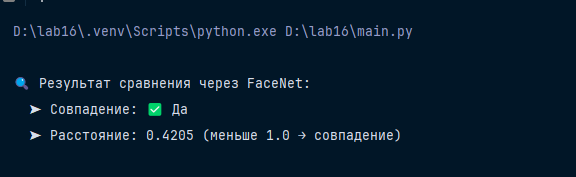 D:\lab16\.venv\Scripts\python.exe D:\lab16\main.py
🔍 Результат сравнения через FaceNet:
➤ Совпадение: ✅ Да
➤ Расстояние: 0.4205 (меньше 1.0 → совпадение)